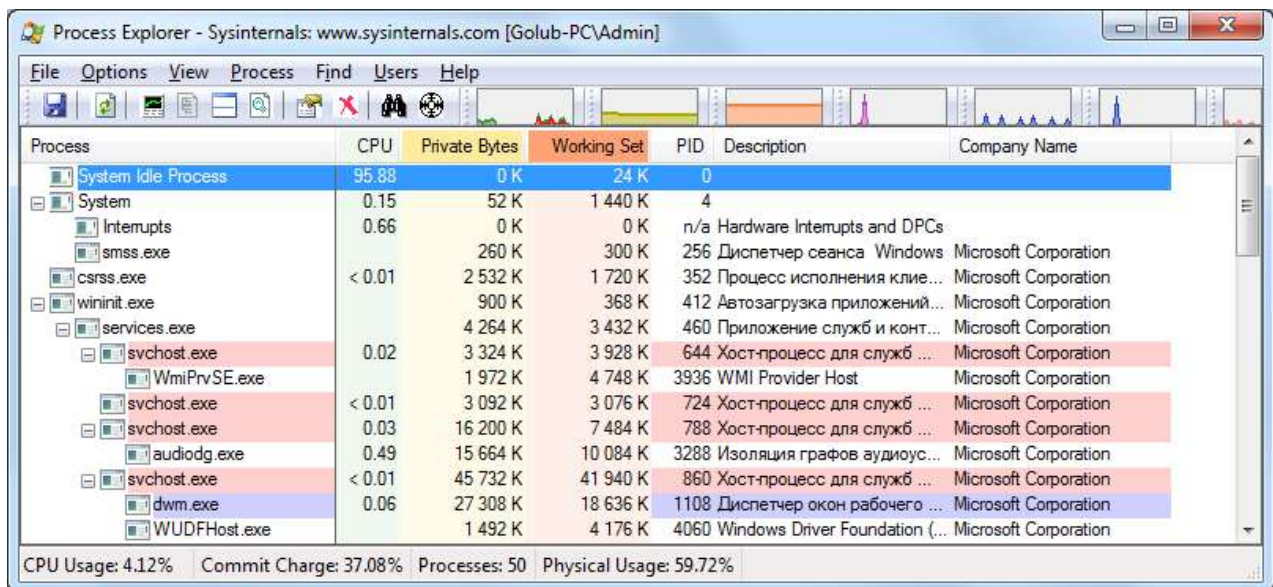 Process Explorer - Sysinternals: www.sysinternals.com [Golub-PC\Admin]
File Options View Process Find Users Help
Process CPU Private Bytes Working Set PID Description Company Name
System Idle Process 95.88 0 K 24 K 0
System 0.15 52 K 1 440 K 4
Interrupts 0.66 0 K 0 K n/a Hardware Interrupts and DPCs
smss.exe 260 K 300 K 256 Диспетчер сеанса Windows Microsoft Corporation
csrss.exe < 0.01 2 532 K 1 720 K 352 Процесс исполнения клие... Microsoft Corporation
wininit.exe 900 K 368 K 412 Автозагрузка приложений... Microsoft Corporation
services.exe 4 264 K 3 432 K 460 Приложение служб и конт... Microsoft Corporation
svchost.exe 0.02 3 324 K 3 928 K 644 Хост-процесс для служб ... Microsoft Corporation
WmiPrvSE.exe 1 972 K 4 748 K 3936 WMI Provider Host Microsoft Corporation
svchost.exe < 0.01 3 092 K 3 076 K 724 Хост-процесс для служб ... Microsoft Corporation
svchost.exe 0.03 16 200 K 7 484 K 788 Хост-процесс для служб ... Microsoft Corporation
audiodg.exe 0.49 15 664 K 10 084 K 3288 Изоляция графов аудиоус... Microsoft Corporation
svchost.exe < 0.01 45 732 K 41 940 K 860 Хост-процесс для служб ... Microsoft Corporation
dwm.exe 0.06 27 308 K 18 636 K 1108 Диспетчер окон рабочего ... Microsoft Corporation
WUDFHost.exe 1 492 K 4 176 K 4060 Windows Driver Foundation (... Microsoft Corporation
CPU Usage: 4.12% Commit Charge: 37.08% Processes: 50 Physical Usage: 59.72%